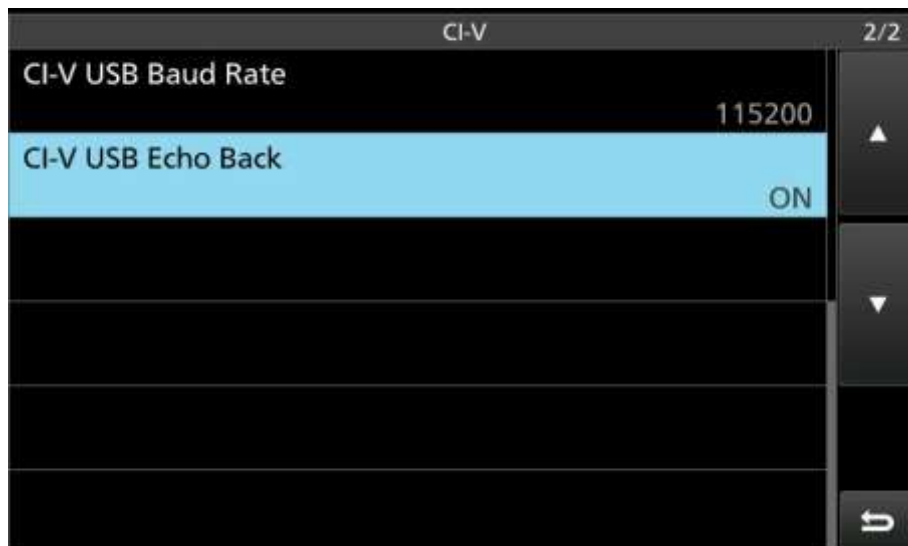 CI-V 2/2
CI-V USB Baud Rate
115200
CI-V USB Echo Back
ON